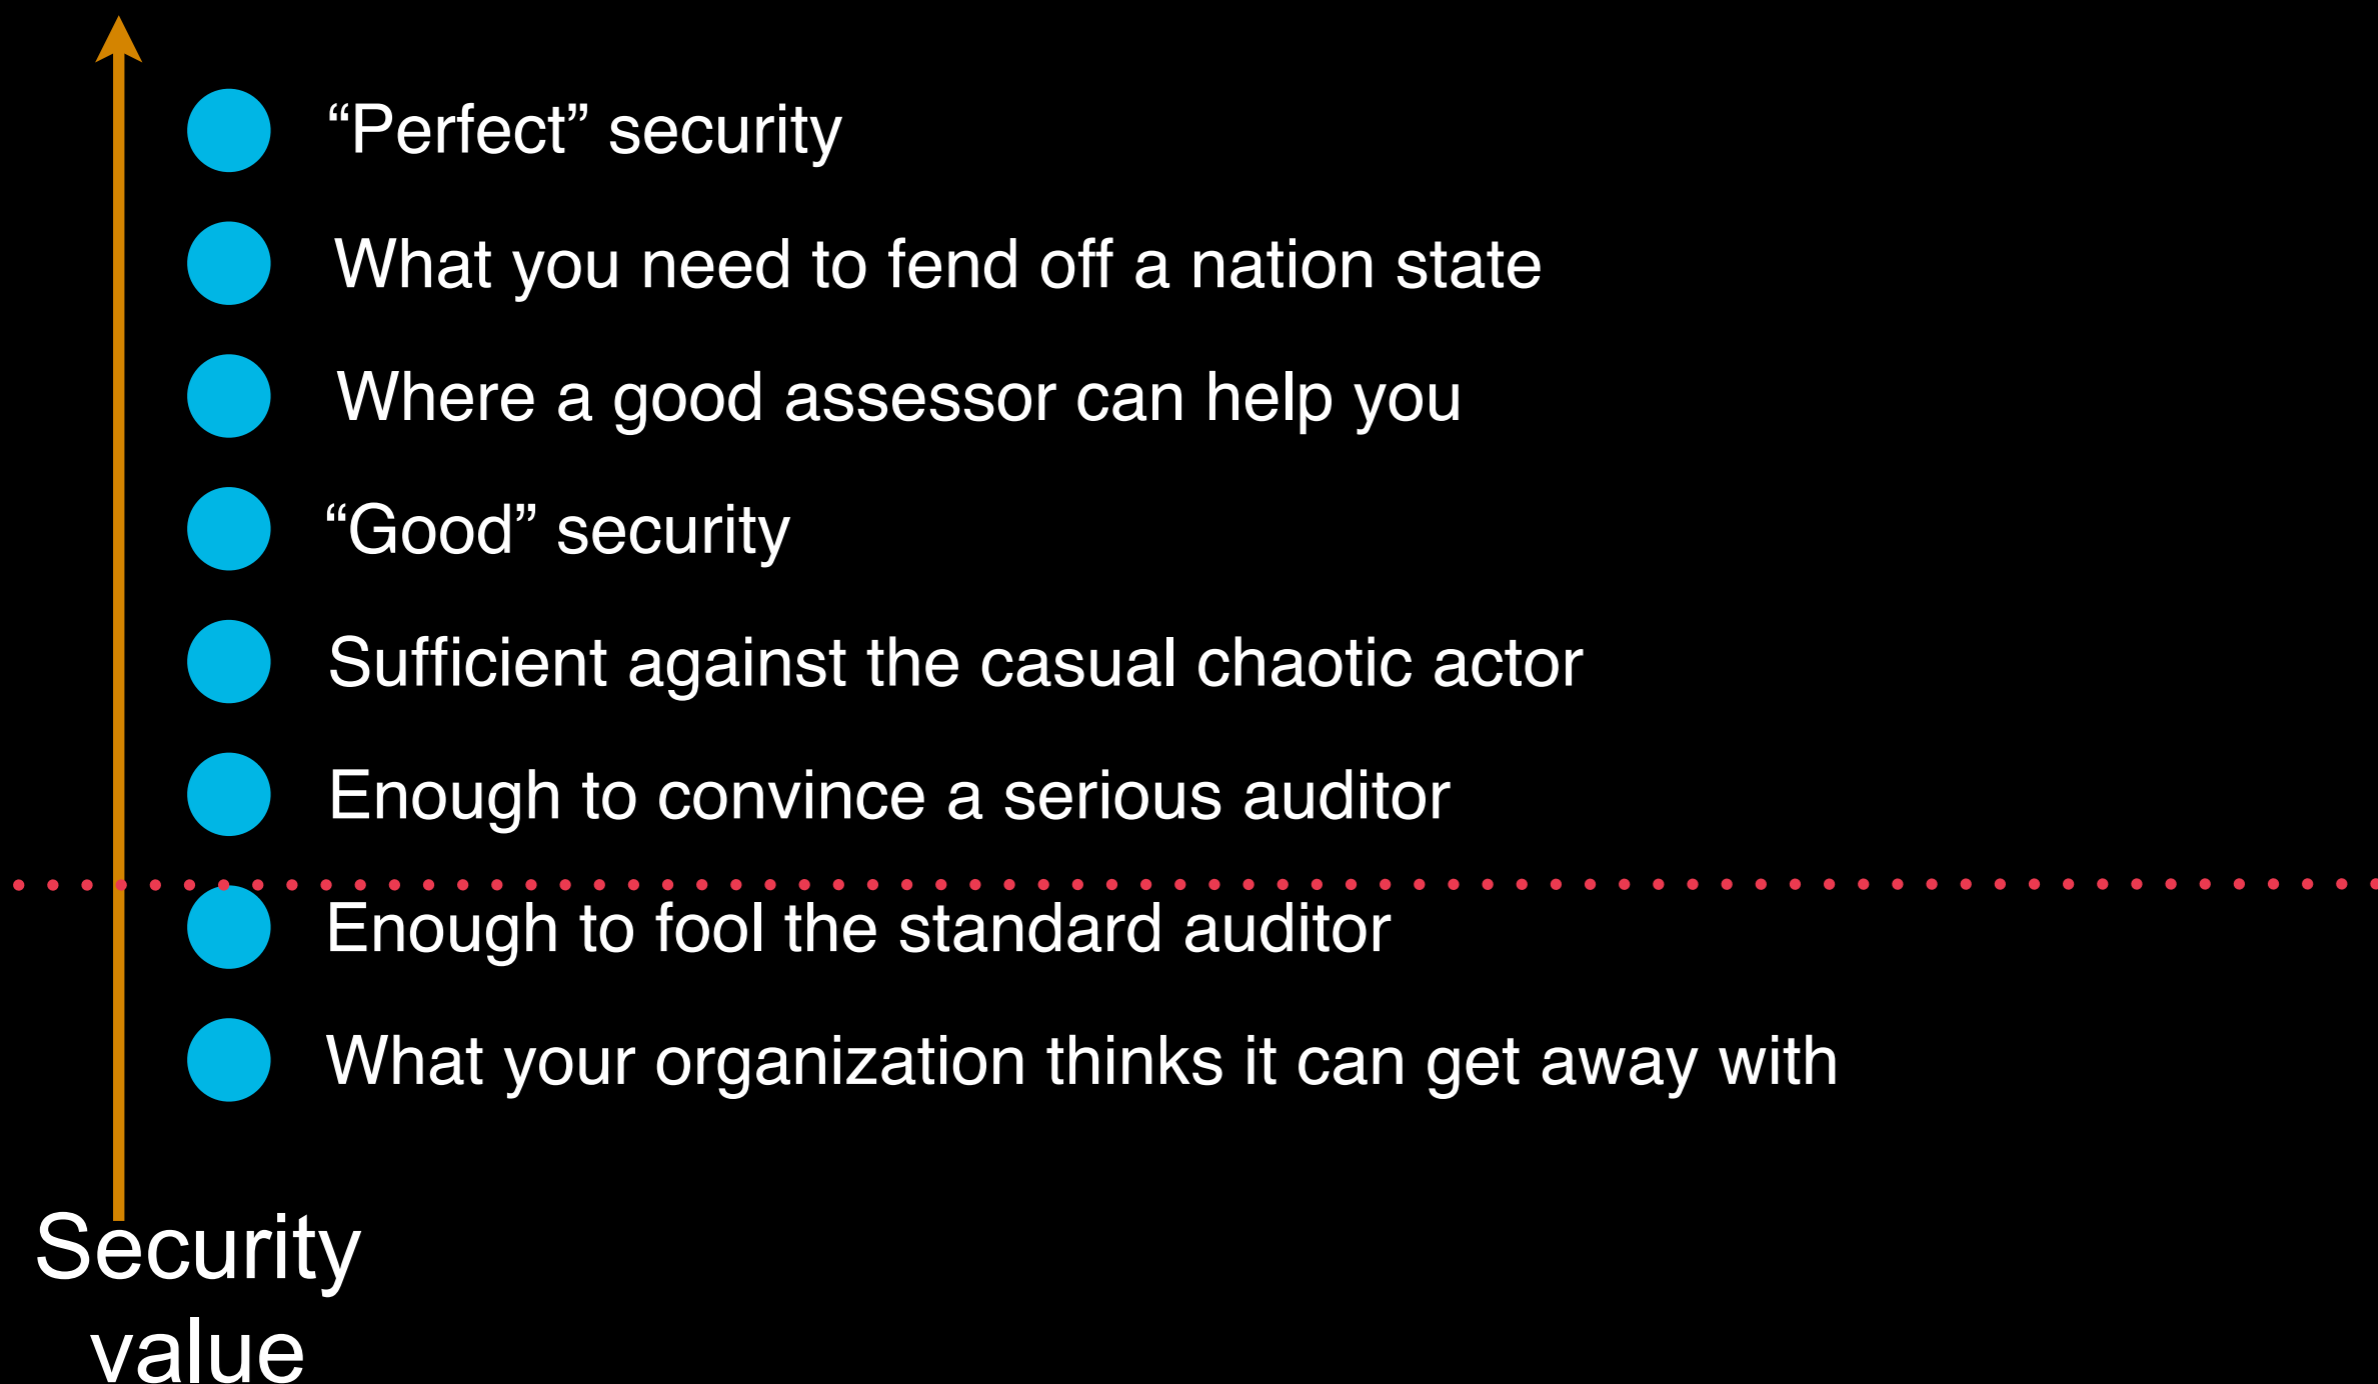 “Perfect” security
What you need to fend off a nation state
Where a good assessor can help you
“Good” security
Sufficient against the casual chaotic actor
Enough to convince a serious auditor
Enough to fool the standard auditor
What your organization thinks it can get away with
Security
value